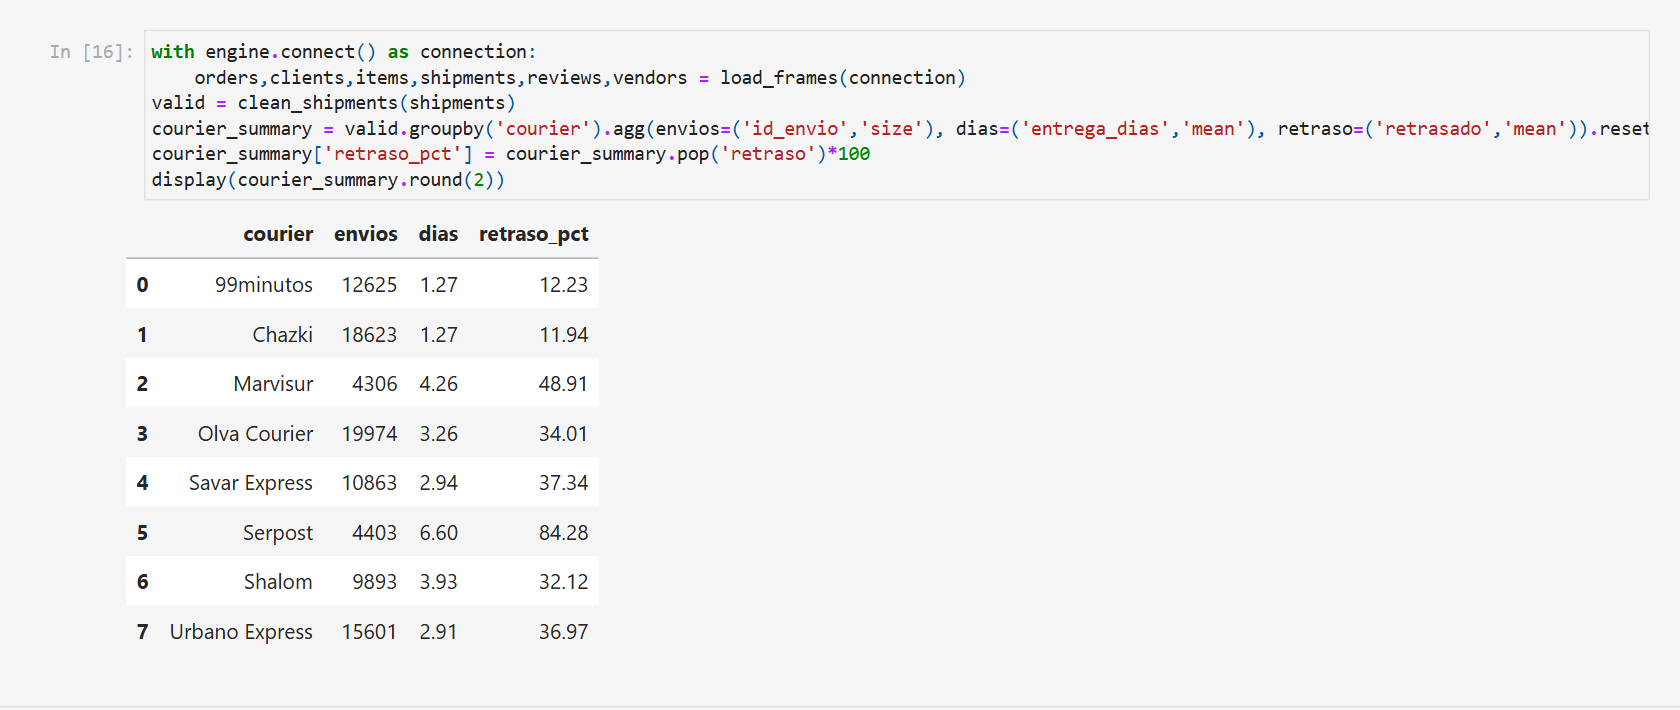 In [16]: with engine.connect() as connection:
orders,clients,items,shipments,reviews,vendors = load_frames(connection)
valid = clean_shipments(shipments)
courier_summary = valid.groupby('courier').agg(envios=('id_envio','size'), dias=('entrega_dias','mean'), retraso=('retrasado','mean')).reset
courier_summary['retraso_pct'] = courier_summary.pop('retraso')*100
display(courier_summary.round(2))
courier envios dias retraso_pct
0 99minutos 12625 1.27 12.23
1 Chazki 18623 1.27 11.94
2 Marvisur 4306 4.26 48.91
3 Olva Courier 19974 3.26 34.01
4 Savar Express 10863 2.94 37.34
5 Serpost 4403 6.60 84.28
6 Shalom 9893 3.93 32.12
7 Urbano Express 15601 2.91 36.97